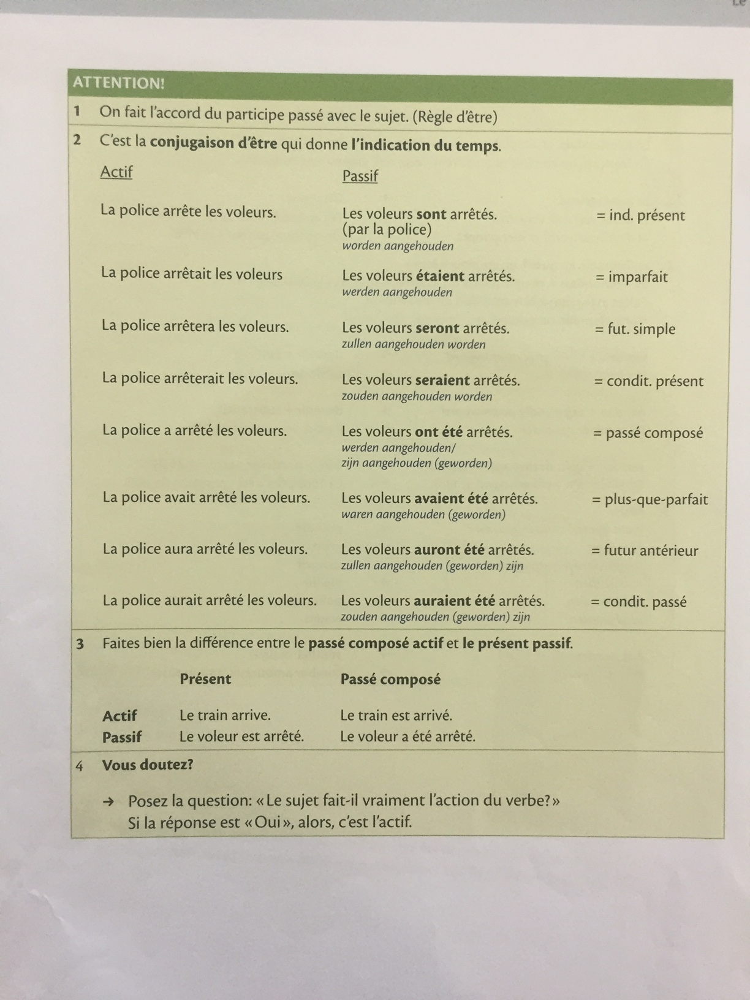 Le
ATTENTION!
1 On fait l'accord du participe passé avec le sujet. (Règle d'être)
2 C'est la conjugaison d'être qui donne l'indication du temps.
Actif Passif
La police arrête les voleurs. Les voleurs sont arrêtés. = ind. présent
(par la police)
worden aangehouden
La police arrêtait les voleurs Les voleurs étaient arrêtés. = imparfait
werden aangehouden
La police arrêtera les voleurs. Les voleurs seront arrêtés. = fut. simple
zullen aangehouden worden
La police arrêterait les voleurs. Les voleurs seraient arrêtés. = condit. présent
zouden aangehouden worden
La police a arrêté les voleurs. Les voleurs ont été arrêtés. = passé composé
werden aangehouden/
zijn aangehouden (geworden)
La police avait arrêté les voleurs. Les voleurs avaient été arrêtés. = plus-que-parfait
waren aangehouden (geworden)
La police aura arrêté les voleurs. Les voleurs auront été arrêtés. = futur antérieur
zullen aangehouden (geworden) zijn
La police aurait arrêté les voleurs. Les voleurs auraient été arrêtés. = condit. passé
zouden aangehouden (geworden) zijn
3 Faites bien la différence entre le passé composé actif et le présent passif.
Présent Passé composé
Actif Le train arrive. Le train est arrivé.
Passif Le voleur est arrêté. Le voleur a été arrêté.
4 Vous doutez?
→ Posez la question: « Le sujet fait-il vraiment l'action du verbe? »
Si la réponse est « Oui », alors, c'est l'actif.